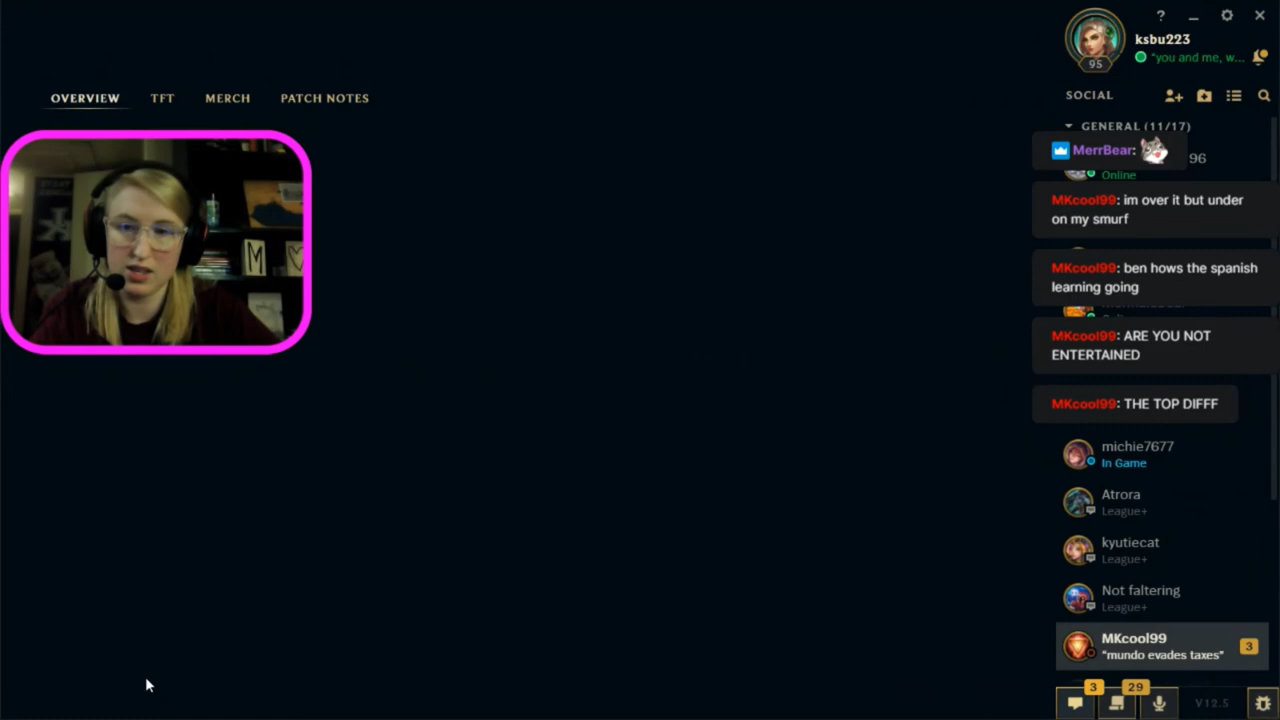 ?
ksbu223
95
"you and me, w...
OVERVIEW
TFT
MERCH
PATCH NOTES
SOCIAL
GENERAL (11/17)
MerrBear:
96
Online
MKcool99: im over it but under
on my smurf
MKcool99: ben hows the spanish
learning going
MKcool99: ARE YOU NOT
ENTERTAINED
MKcool99: THE TOP DIFFF
M
michie7677
In Game
Atrora
League+
kyutiecat
League+
Not faltering
League+
MKcool99
"mundo evades taxes"
3
3
29
V12.5